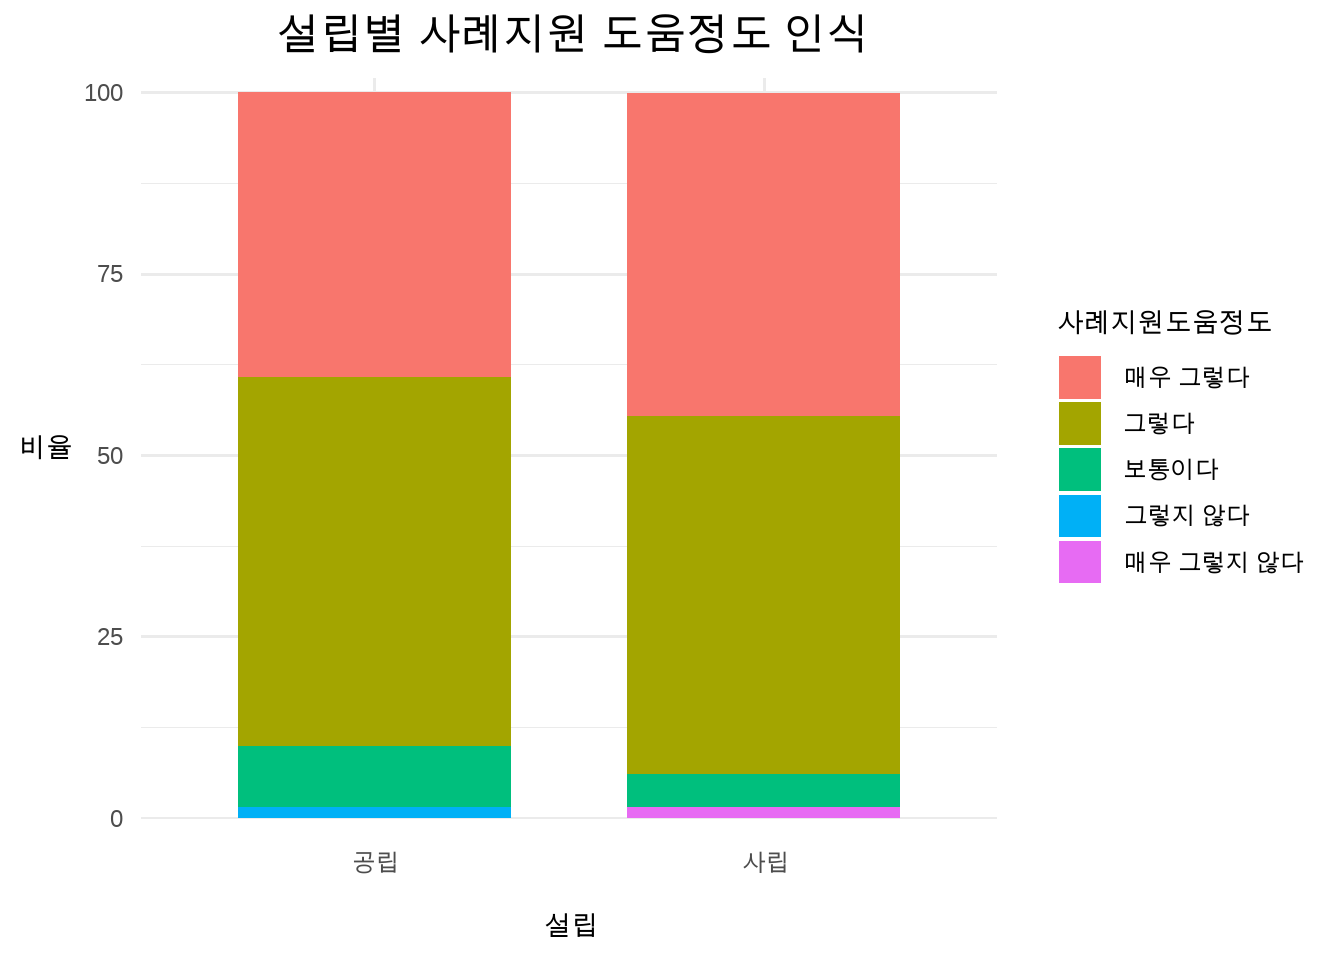 설립별 사례지원 도움정도 인식
100
75
50
25
0
비율
공립
사립
설립
사례지원도움정도
매우 그렇다
그렇다
보통이다
그렇지 않다
매우 그렇지 않다